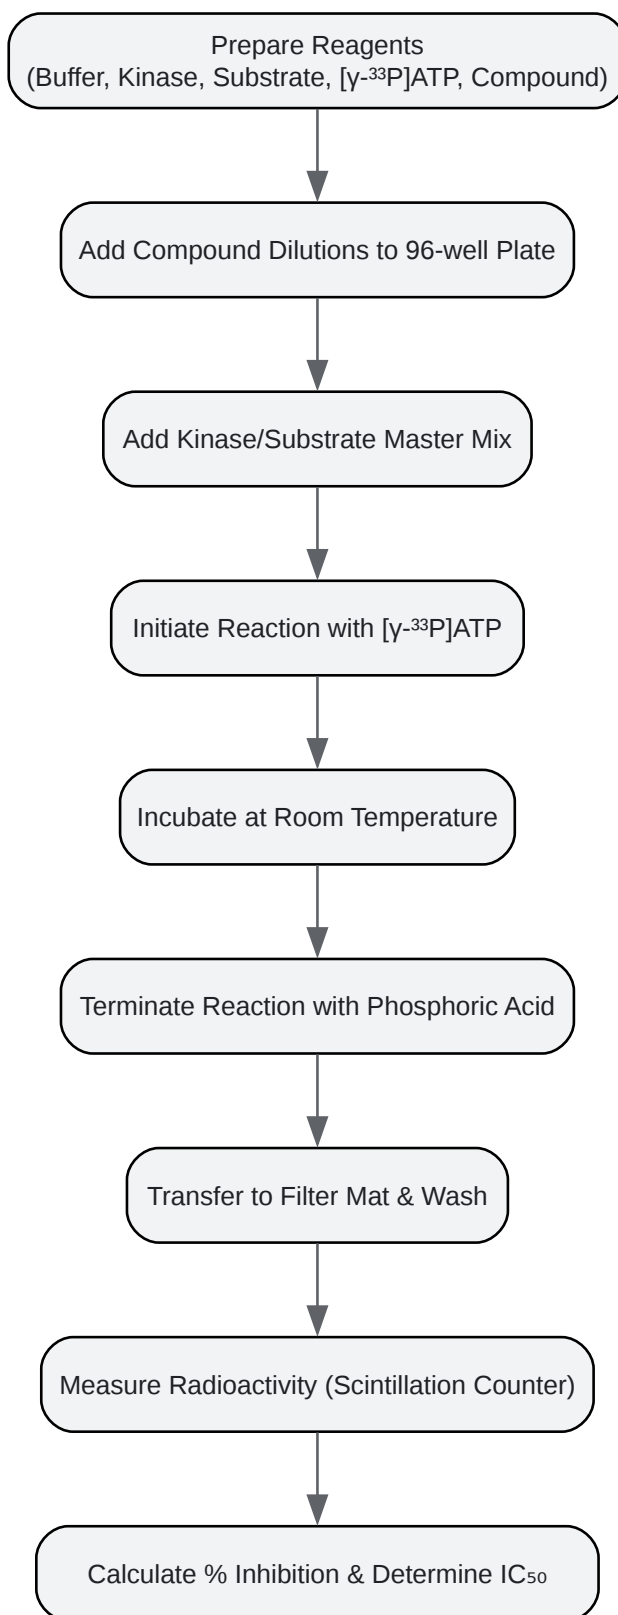 Prepare Reagents
(Buffer, Kinase, Substrate, [γ-³³P]ATP, Compound)
Add Compound Dilutions to 96-well Plate
Add Kinase/Substrate Master Mix
Initiate Reaction with [γ-³³P]ATP
Incubate at Room Temperature
Terminate Reaction with Phosphoric Acid
Transfer to Filter Mat & Wash
Measure Radioactivity (Scintillation Counter)
Calculate % Inhibition & Determine IC₅₀